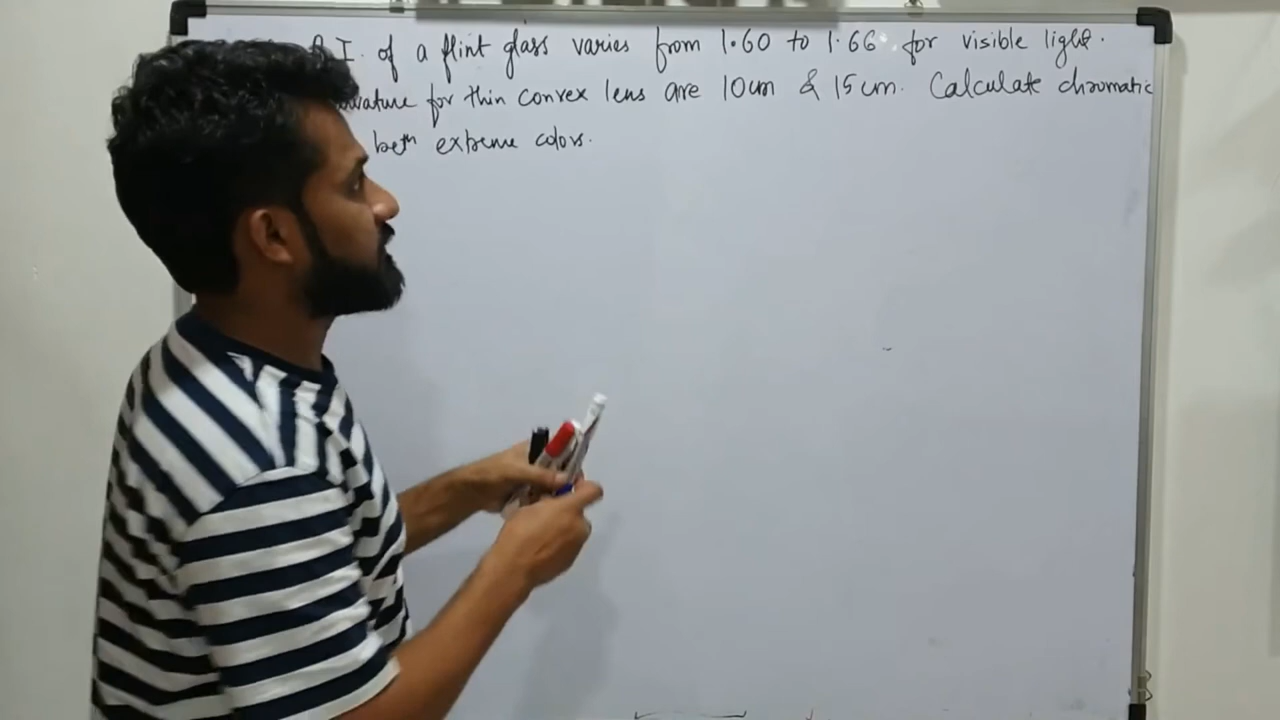 R.I. of a flint glass varies from 1.60 to 1.66 for visible light.
for thin convex lens are 10cm & 15cm. Calculate chromatic
betn extreme colors.